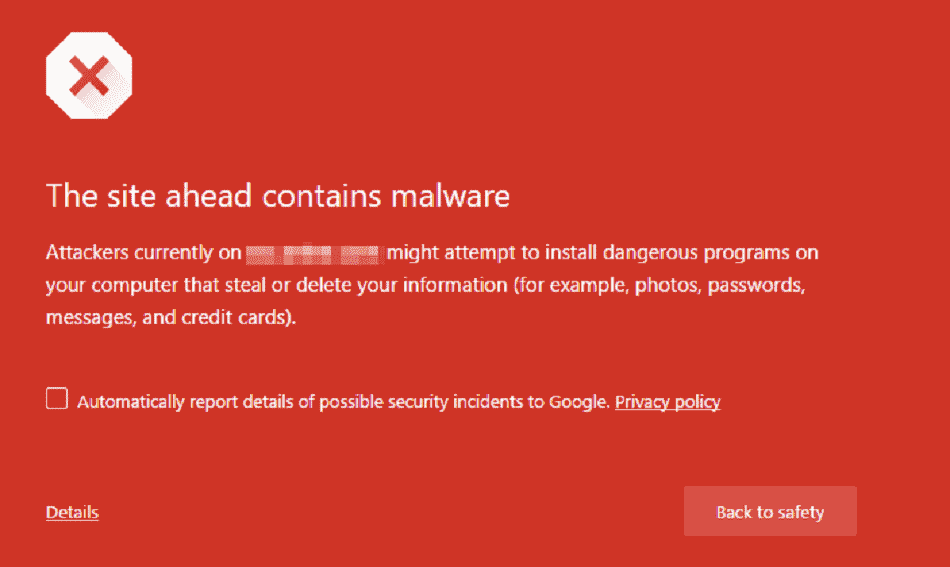 The site ahead contains malware
Attackers currently on might attempt to install dangerous programs on
your computer that steal or delete your information (for example, photos, passwords,
messages, and credit cards).
Automatically report details of possible security incidents to Google. Privacy policy
Details
Back to safety